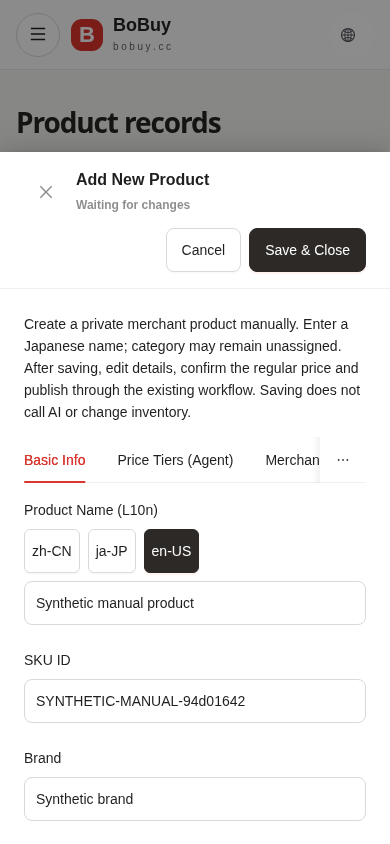 B
BoBuy
bobuy.cc
Product records
Add New Product
Waiting for changes
Cancel
Save & Close
Create a private merchant product manually. Enter a
Japanese name; category may remain unassigned.
After saving, edit details, confirm the regular price and
publish through the existing workflow. Saving does not
call AI or change inventory.
Basic Info
Price Tiers (Agent)
Merchan
···
Product Name (L10n)
zh-CN
ja-JP
en-US
Synthetic manual product
SKU ID
SYNTHETIC-MANUAL-94d01642
Brand
Synthetic brand